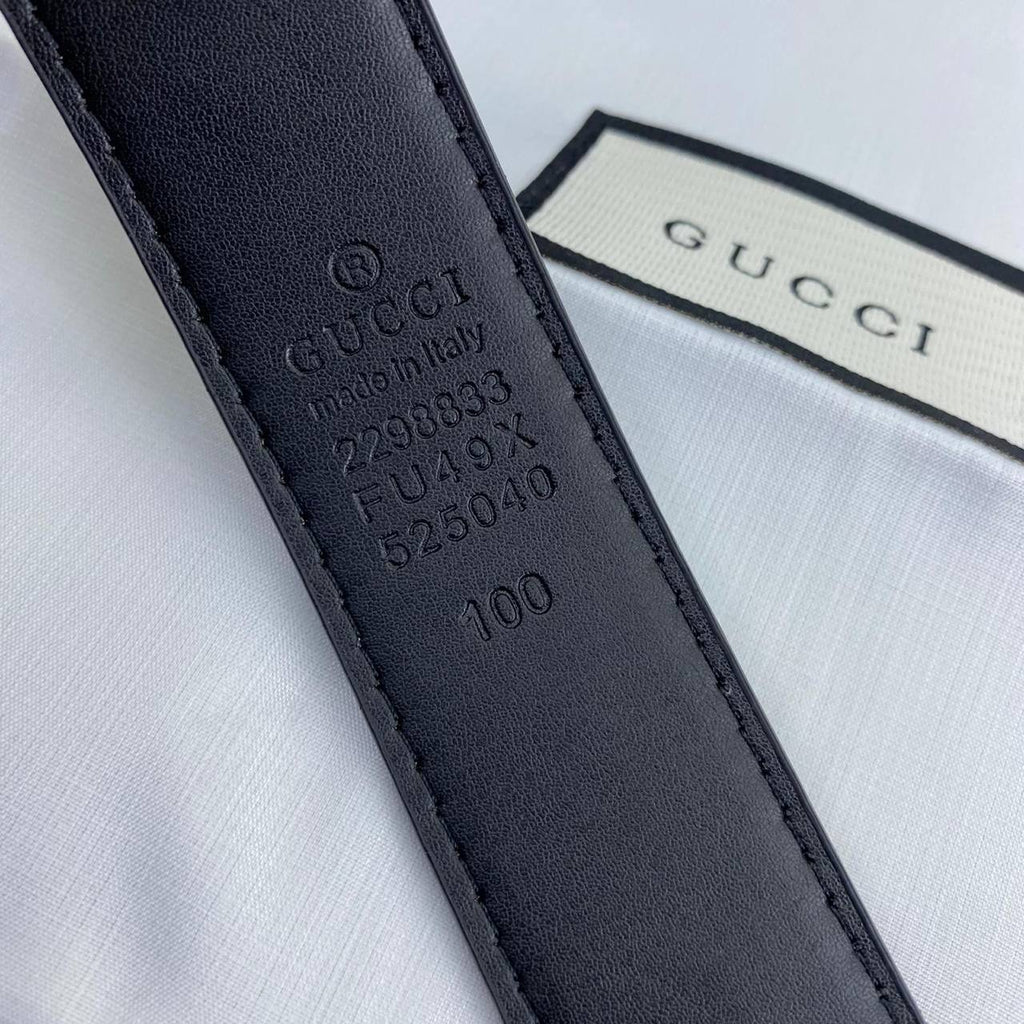 ®
GUCCI
made in Italy
2298833
FU49X
525040
100
GUCCI